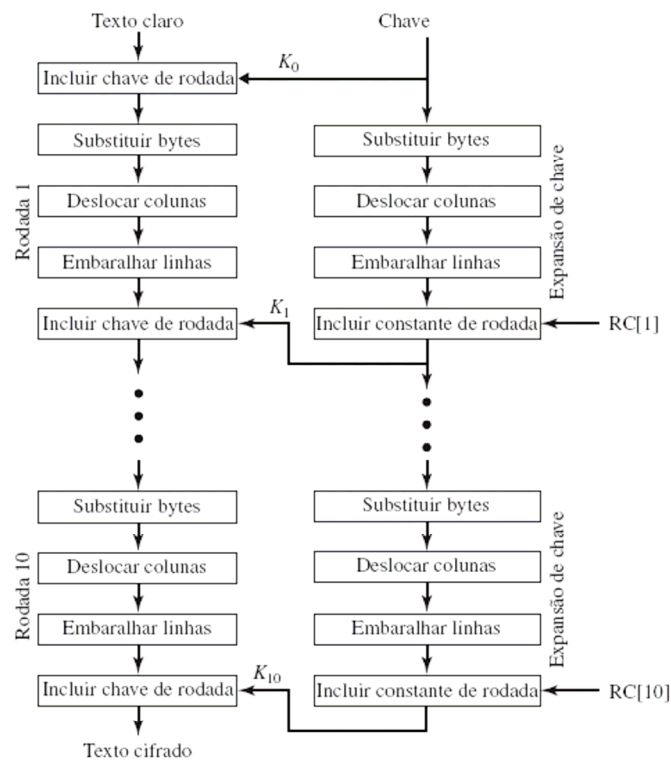 Texto claro
Chave
Incluir chave de rodada
K0
Substituir bytes
Deslocar colunas
Embaralhar linhas
Incluir chave de rodada
Rodada 1
K1
Substituir bytes
Deslocar colunas
Embaralhar linhas
Incluir constante de rodada
Expansão de chave
RC[1]
Substituir bytes
Deslocar colunas
Embaralhar linhas
Incluir chave de rodada
Rodada 10
K10
Substituir bytes
Deslocar colunas
Embaralhar linhas
Incluir constante de rodada
Expansão de chave
RC[10]
Texto cifrado